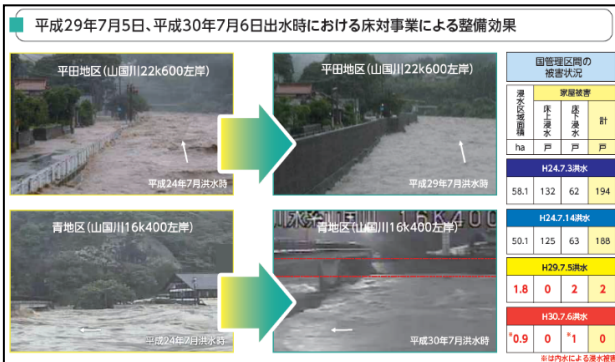 平成29年7月5日、平成30年7月6日出水時における床対事業による整備効果
平田地区(山国川22k600左岸)
平成24年7月洪水時
平田地区(山国川22k600左岸)
平成29年7月洪水時
青地区(山国川16k400左岸)
平成24年7月洪水時
青地区(山国川16k400左岸)
山水糸山国川 16K400
平成30年7月洪水時
国管理区間の
被害状況
浸水区域面積
家屋被害
床上浸水
床下浸水
計
ha 戸 戸 戸
H24.7.3洪水
58.1 132 62 194
H24.7.14洪水
50.1 125 63 188
H29.7.5洪水
1.8 0 2 2
H30.7.6洪水
*0.9 0 *1 0
※は内水による浸水被害